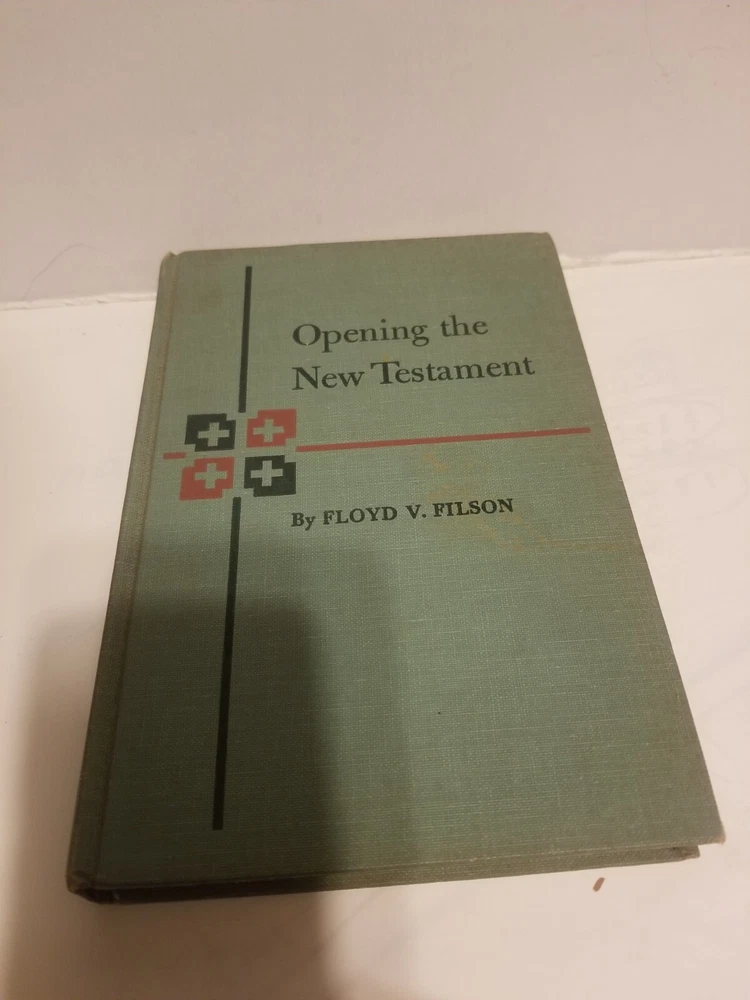 Opening the
New Testament
By FLOYD V. FILSON